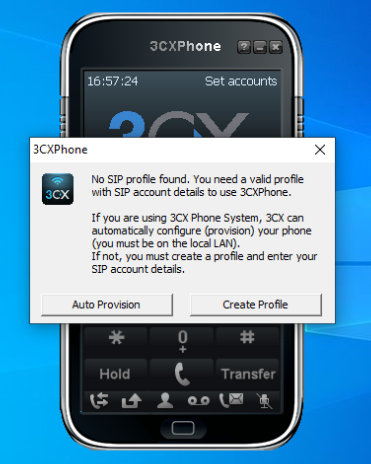 3CXPhone
16:57:24 Set accounts
3CX
3CXPhone
3CX
No SIP profile found. You need a valid profile
with SIP account details to use 3CXPhone.
If you are using 3CX Phone System, 3CX can
automatically configure (provision) your phone
(you must be on the local LAN).
If not, you must create a profile and enter your
SIP account details.
Auto Provision Create Profile
* 0 #
+
Hold Transfer